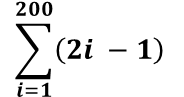 200
∑(2i − 1)
i=1